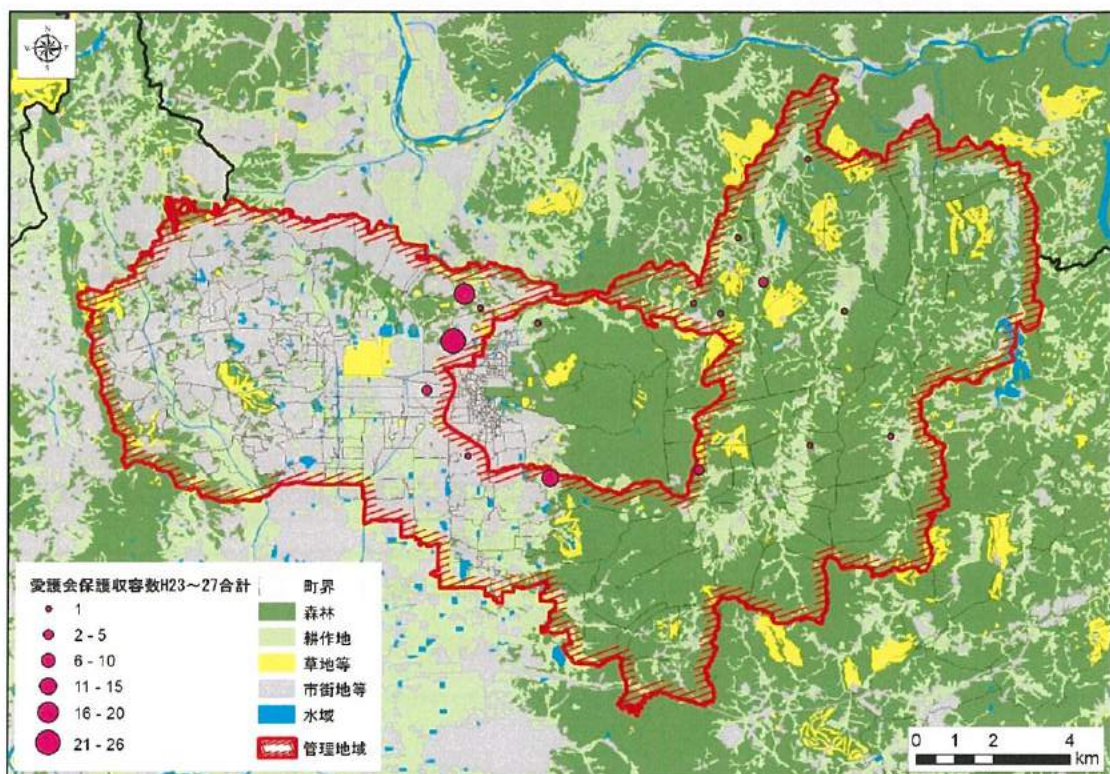 N
W E
S
愛護会保護収容数H23～27合計
1
2 - 5
6 - 10
11 - 15
16 - 20
21 - 26
町界
森林
耕作地
草地等
市街地等
水域
管理地域
0 1 2 4
km